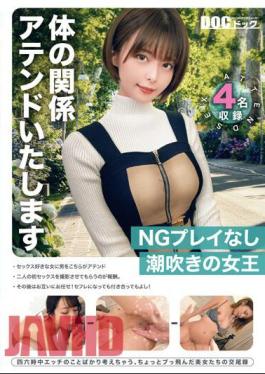 DOCドック
体の関係
アテンドいたします
ATTENDSEX
4名
収録
NGプレイなし
潮吹きの女王
・セックス好きな女に男をこちらがアテンド
・二人の初セックスを撮影させてもらうのが報酬。
・その後はお互いにお任せ!セフレになっても付き合ってもよし!
四六時中エッチのことばかり考えちゃう、ちょっとブッ飛んだ美女たちの交尾録